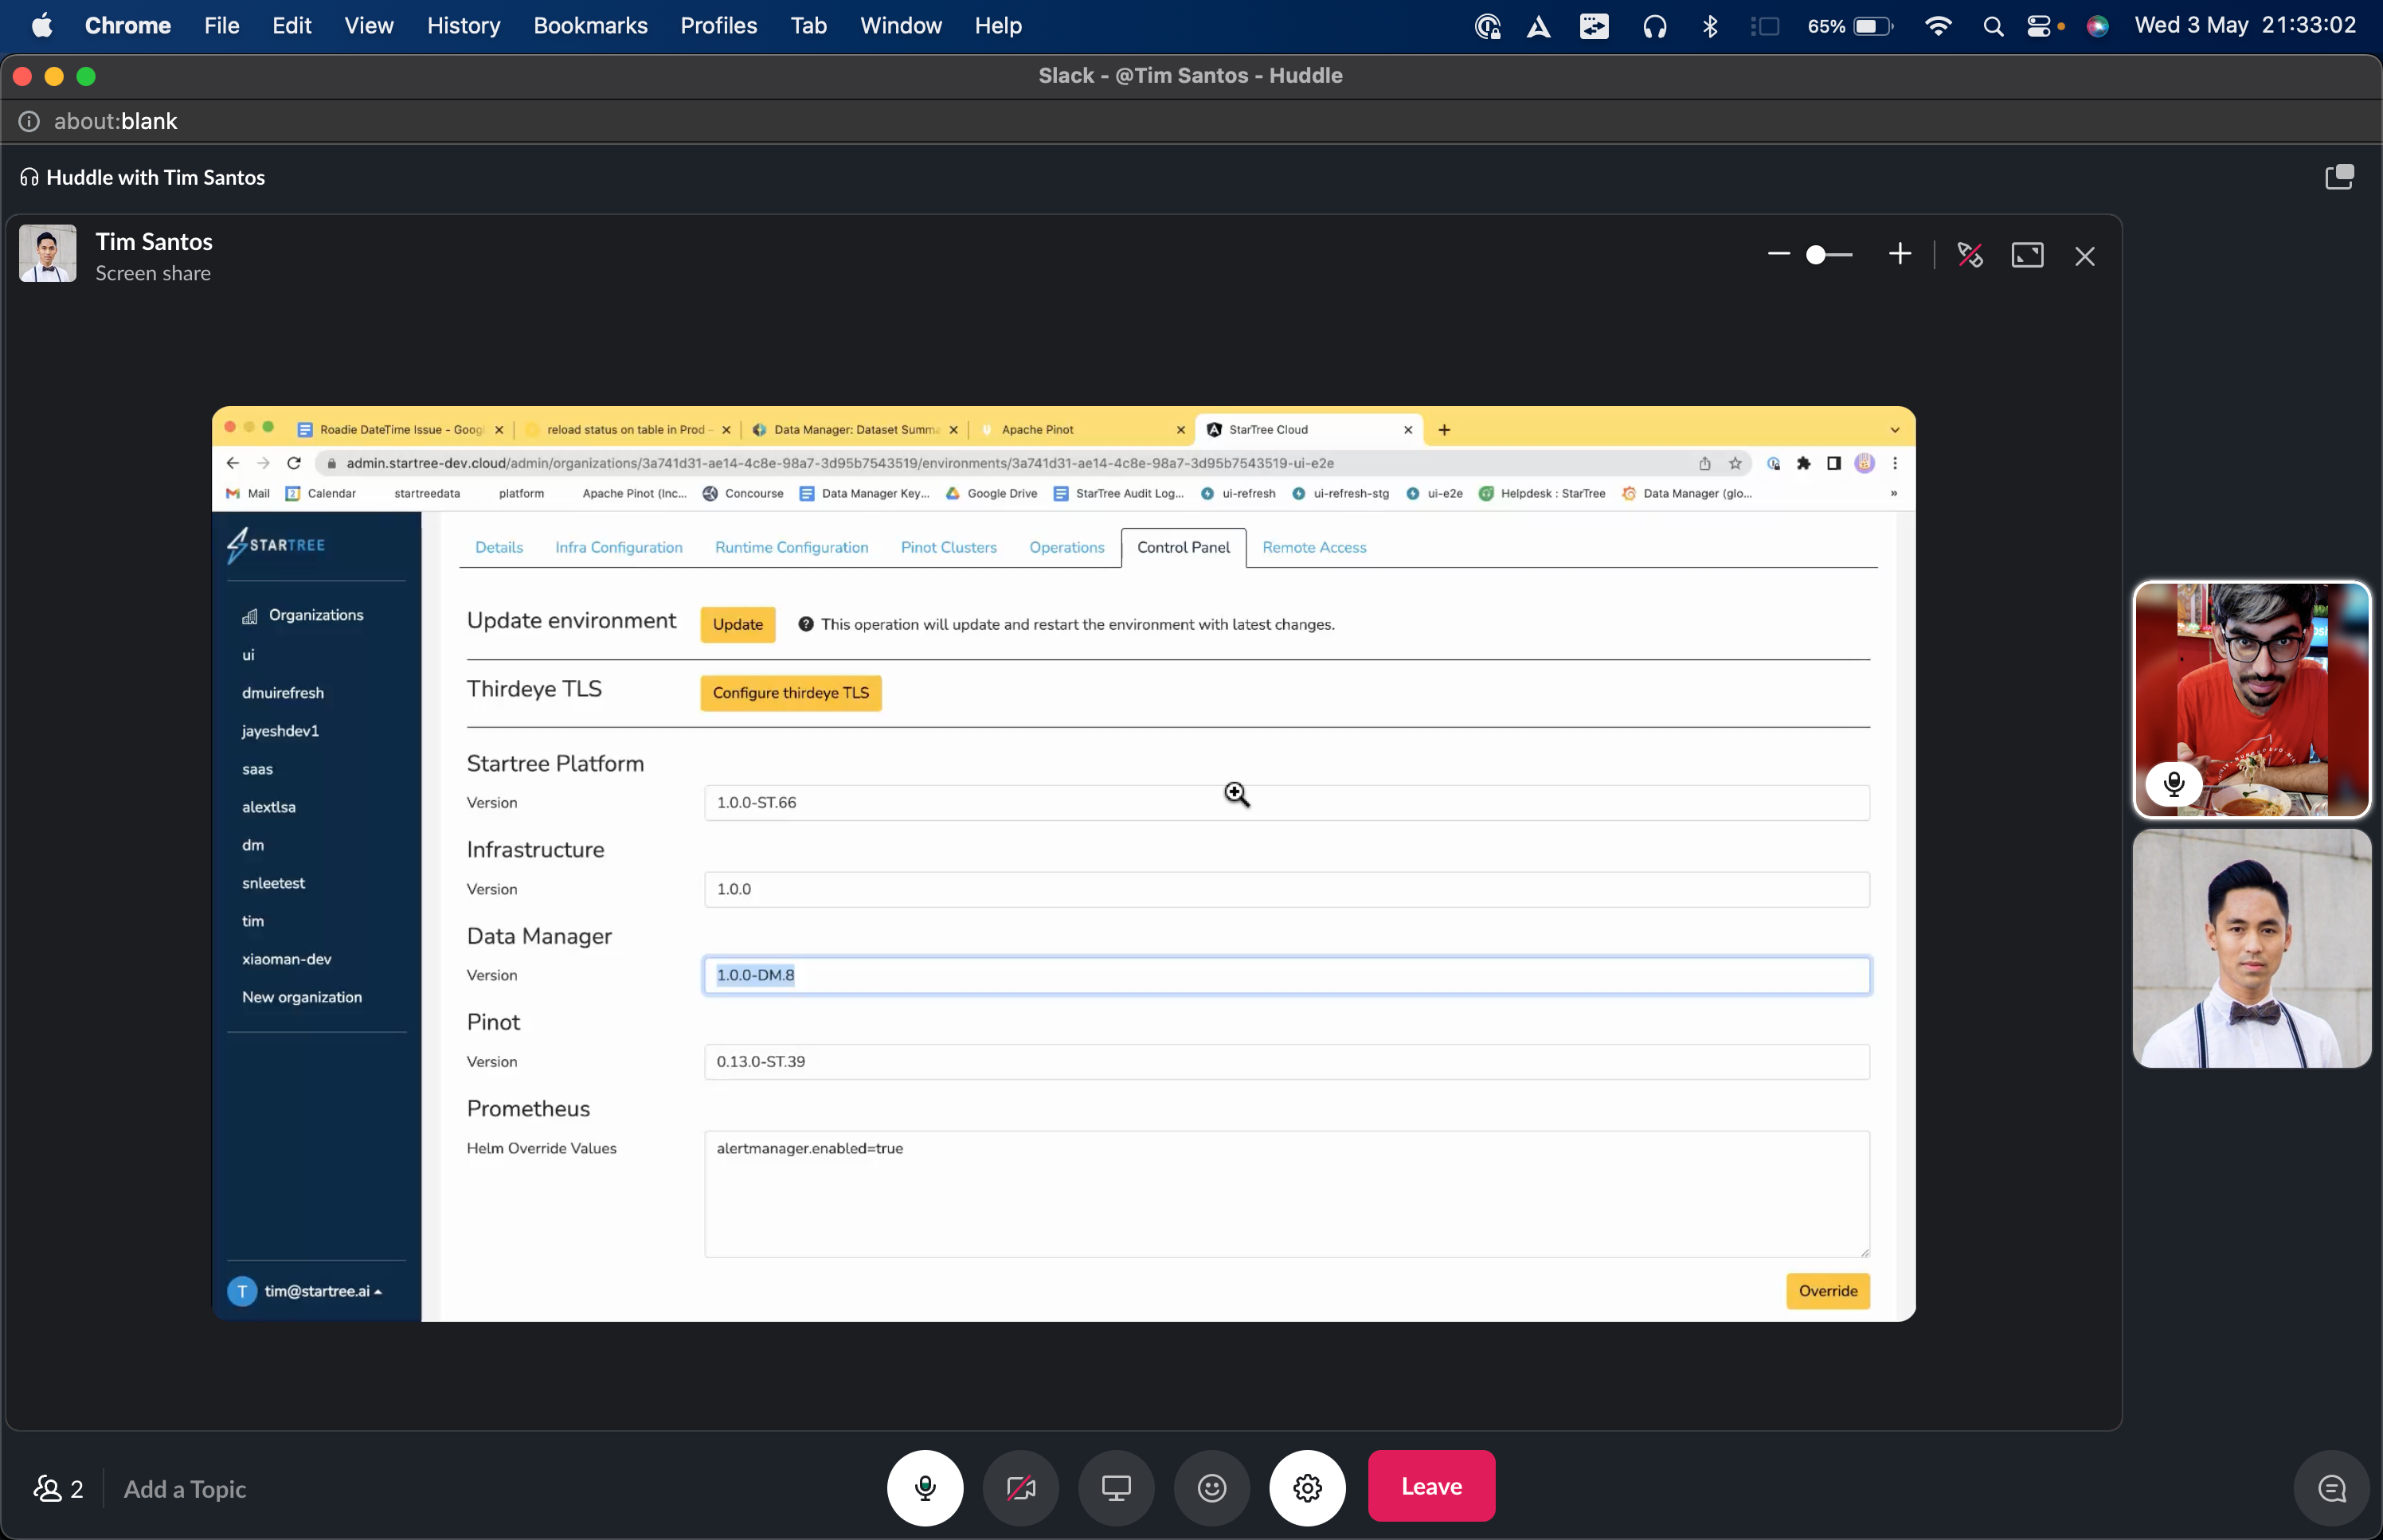 Chrome File Edit View History Bookmarks Profiles Tab Window Help 65% Wed 3 May 21:33:02
Slack - @Tim Santos - Huddle
about:blank
Huddle with Tim Santos
Tim Santos
Screen share
Roadie DateTime Issue - Goog
reload status on table in Prod -
Data Manager: Dataset Summa
Apache Pinot
StarTree Cloud
admin.startree-dev.cloud/admin/organizations/3a741d31-ae14-4c8e-98a7-3d95b7543519/environments/3a741d31-ae14-4c8e-98a7-3d95b7543519-ui-e2e
Mail Calendar startreedata platform Apache Pinot (Inc... Concourse Data Manager Key... Google Drive StarTree Audit Log... ui-refresh ui-refresh-stg ui-e2e Helpdesk : StarTree Data Manager (glo... »
STARTREE
Organizations
ui
dmuirefresh
jayeshdev1
saas
alextlsa
dm
snleetest
tim
xiaoman-dev
New organization
T tim@startree.ai
Details Infra Configuration Runtime Configuration Pinot Clusters Operations Control Panel Remote Access
Update environment Update This operation will update and restart the environment with latest changes.
Thirdeye TLS Configure thirdeye TLS
Startree Platform
Version 1.0.0-ST.66
Infrastructure
Version 1.0.0
Data Manager
Version 1.0.0-DM.8
Pinot
Version 0.13.0-ST.39
Prometheus
Helm Override Values alertmanager.enabled=true
Override
2 Add a Topic
Leave